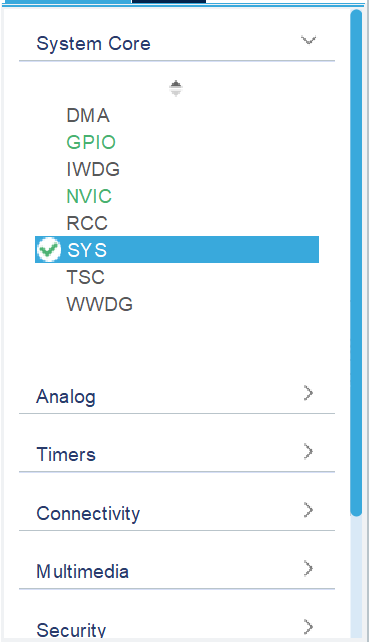 System Core
DMA
GPIO
IWDG
NVIC
RCC
SYS
TSC
WWDG
Analog
Timers
Connectivity
Multimedia
Security